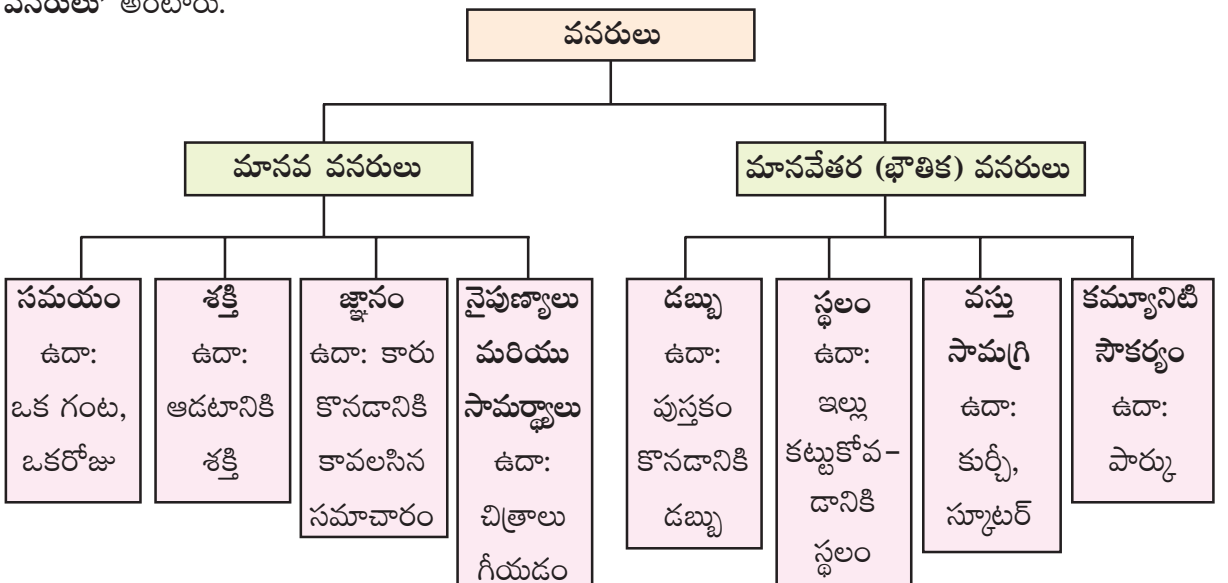 వనరులు’ అంటారు.
వనరులు
మానవ వనరులు
మానవేతర (భౌతిక) వనరులు
సమయం
ఉదా:
ఒక గంట,
ఒకరోజు
శక్తి
ఉదా:
ఆడటానికి
శక్తి
జ్ఞానం
ఉదా: కారు
కొనడానికి
కావలసిన
సమాచారం
నైపుణ్యాలు
మరియు
సామర్థ్యాలు
ఉదా:
చిత్రాలు
గీయడం
డబ్బు
ఉదా:
పుస్తకం
కొనడానికి
డబ్బు
స్థలం
ఉదా:
ఇల్లు
కట్టుకోవ-
డానికి
స్థలం
వస్తు
సామగ్రి
ఉదా:
కుర్చీ,
స్కూటర్
కమ్యూనిటి
సౌకర్యం
ఉదా:
పార్కు